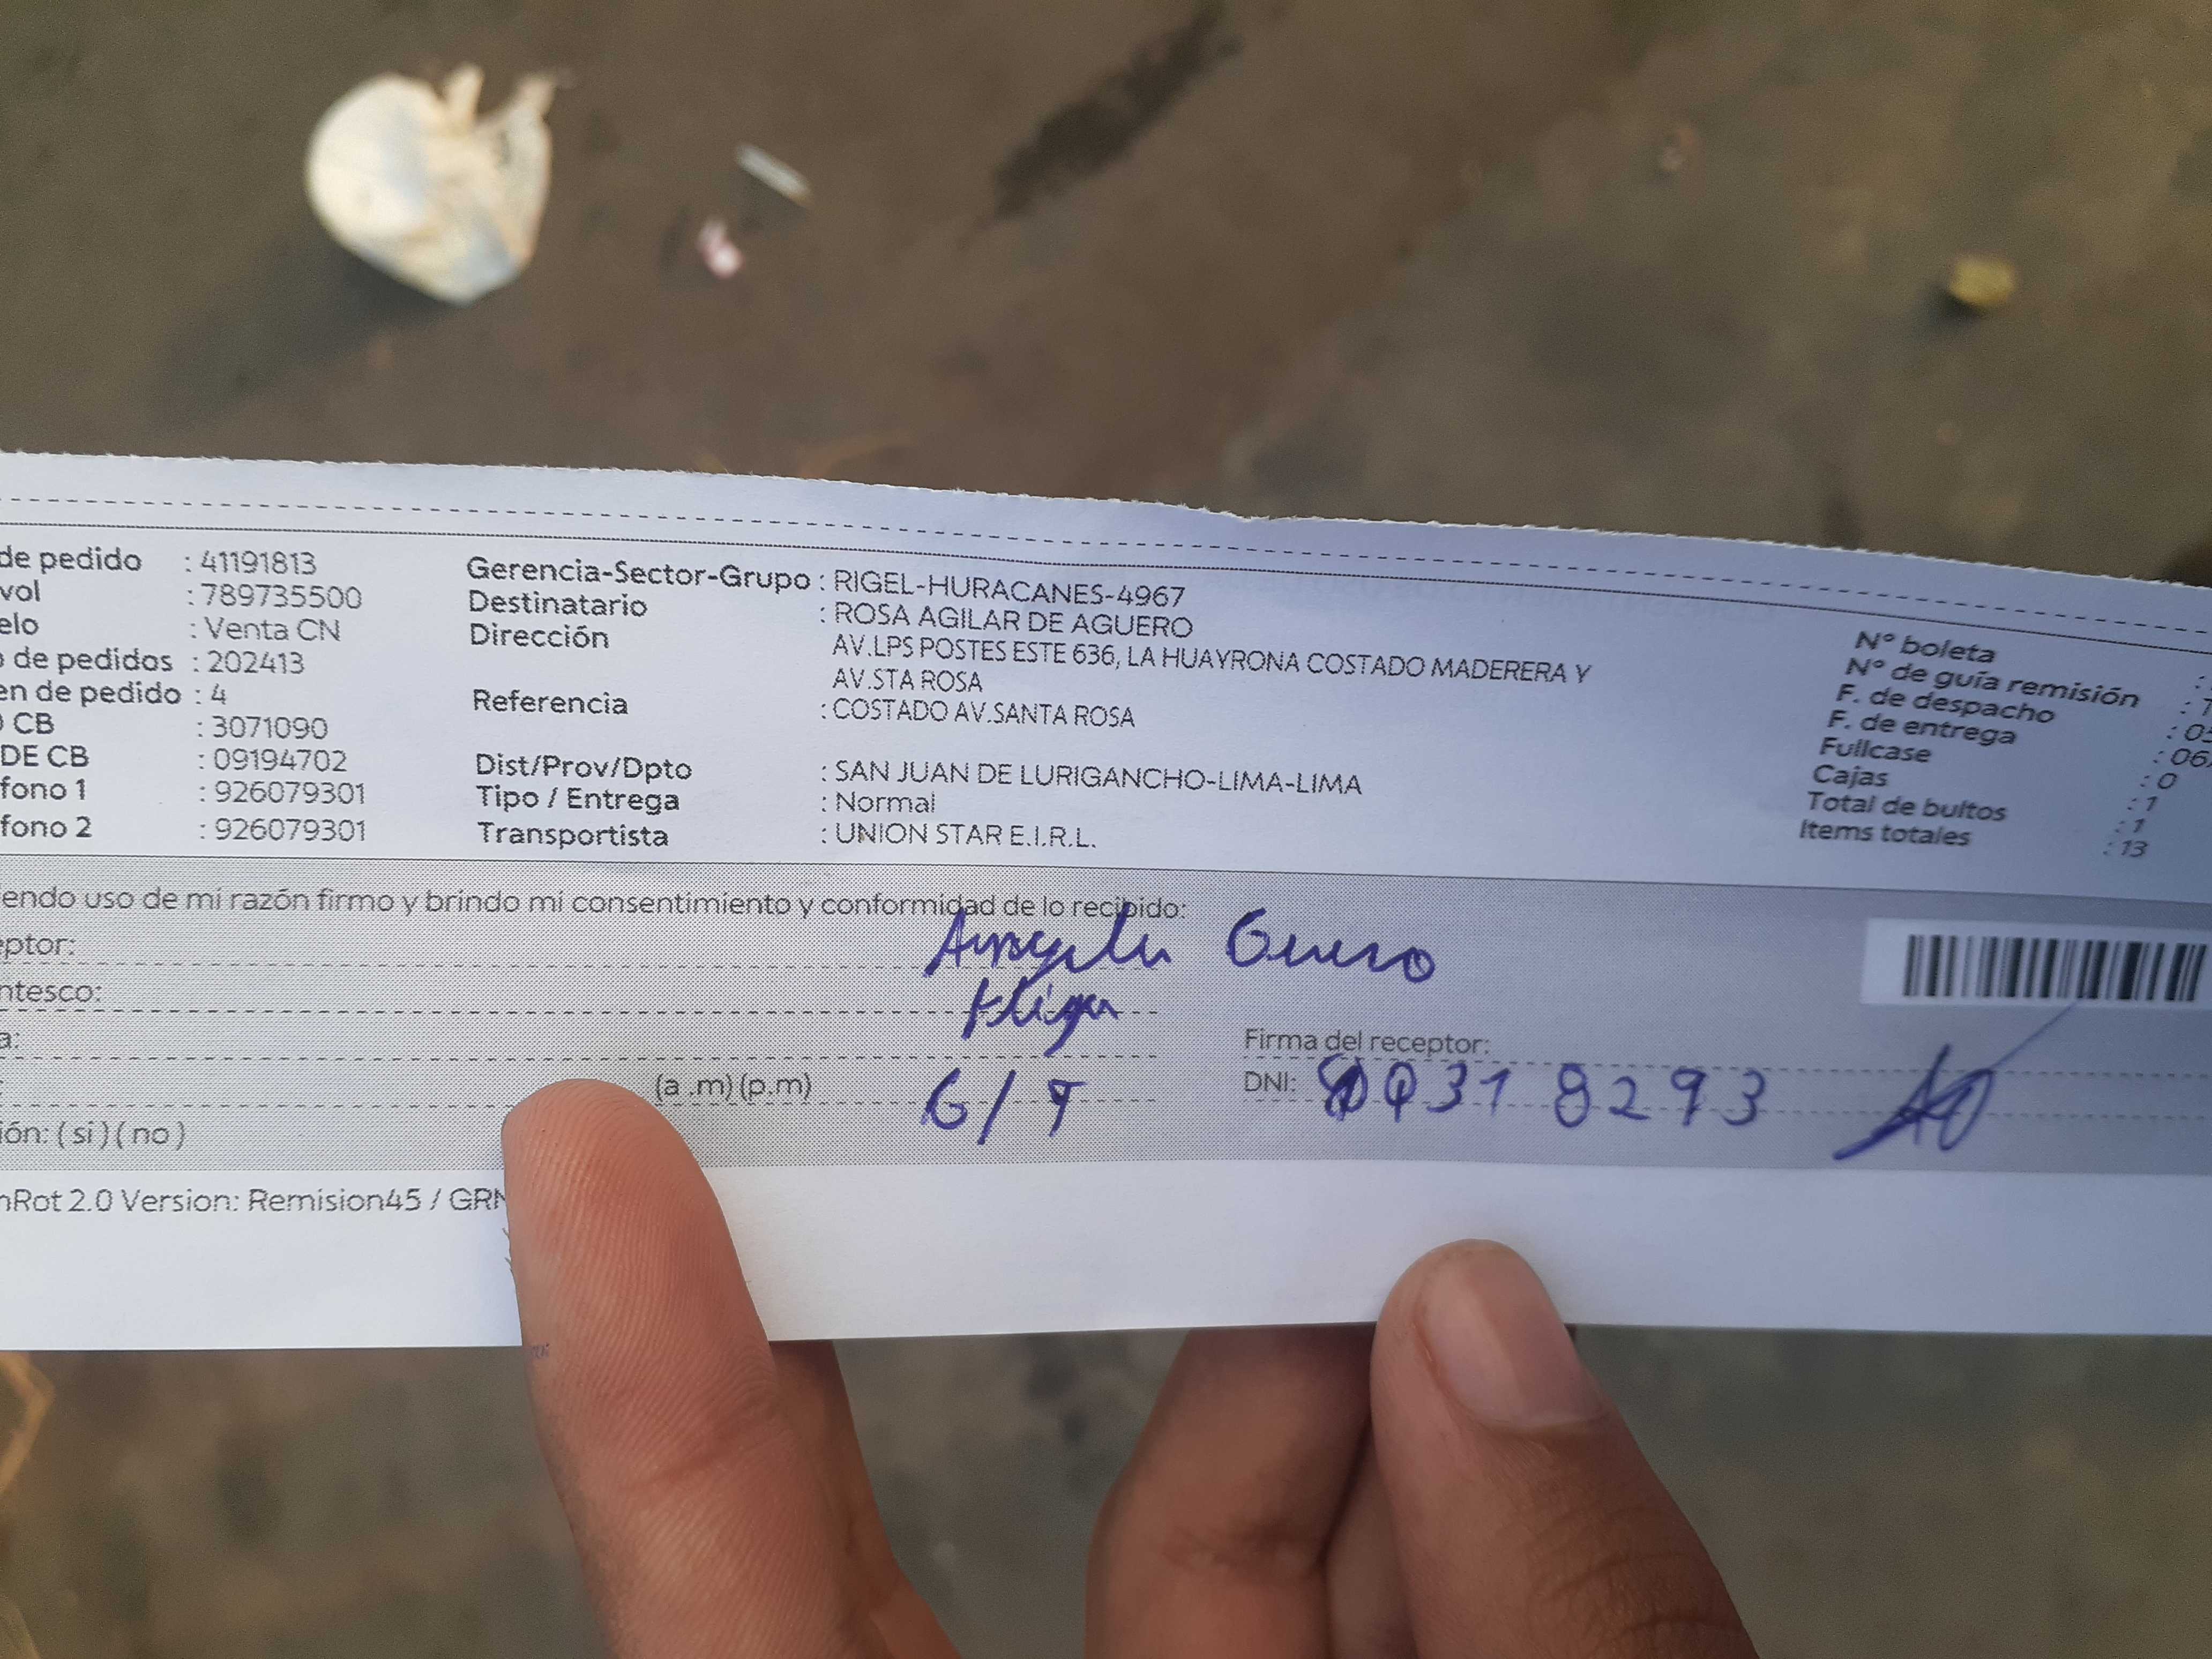 de pedido : 41191813
vol : 789735500
elo : Venta CN
o de pedidos : 202413
en de pedido : 4
O CB : 3071090
DE CB : 09194702
fono 1 : 926079301
fono 2 : 926079301
Gerencia-Sector-Grupo : RIGEL-HURACANES-4967
Destinatario : ROSA AGILAR DE AGUERO
Dirección AV.LPS POSTES ESTE 636, LA HUAYRONA COSTADO MADERERA Y
AV.STA ROSA
Referencia : COSTADO AV.SANTA ROSA
Dist/Prov/Dpto : SAN JUAN DE LURIGANCHO-LIMA-LIMA
Tipo / Entrega : Normal
Transportista : UNION STAR E.I.R.L.
N° boleta :
N° de guía remisión : T
F. de despacho : 05
F. de entrega : 06
Fullcase : 0
Cajas : 1
Total de bultos : 1
Items totales : 13
endo uso de mi razón firmo y brindo mi consentimiento y conformidad de lo recibido:
eptor:
ntesco: Hija
a:
(a .m) (p.m) 6/9
ión: ( si ) ( no )
Firma del receptor:
DNI:
nRot 2.0 Version: Remision45 / GRN